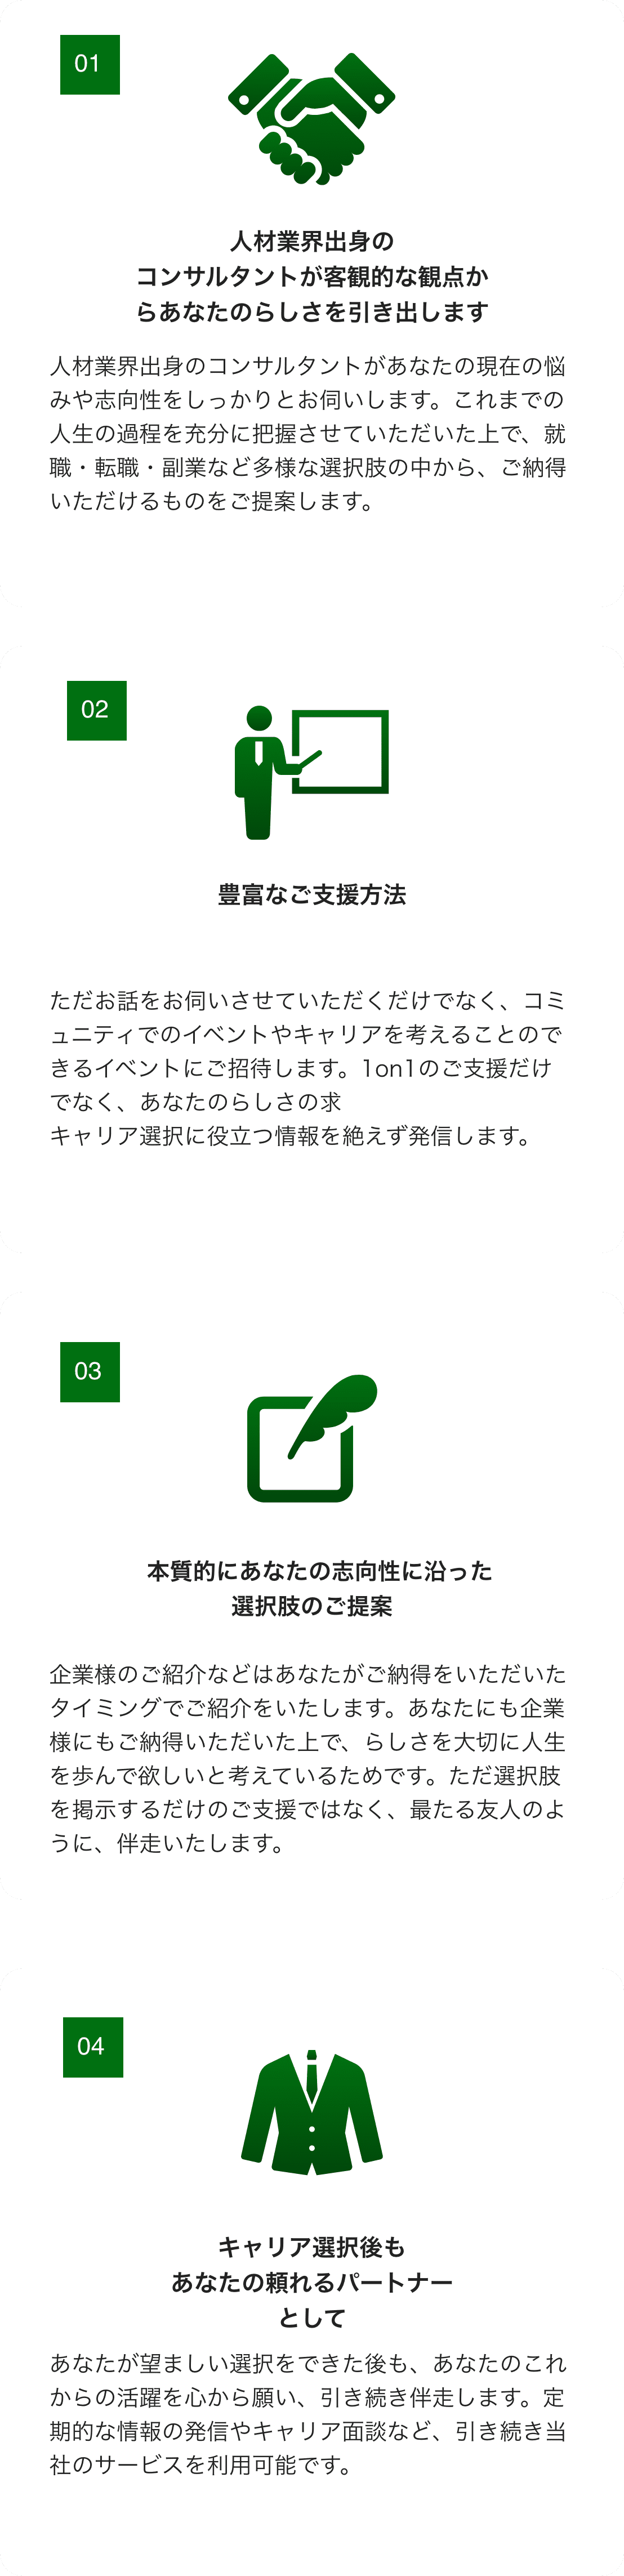 01
人材業界出身の
コンサルタントが客観的な観点か
らあなたのらしさを引き出します
人材業界出身のコンサルタントがあなたの現在の悩
みや志向性をしっかりとお伺いします。これまでの
人生の過程を充分に把握させていただいた上で、就
職・転職・副業など多様な選択肢の中から、ご納得
いただけるものをご提案します。
02
豊富なご支援方法
ただお話をお伺いさせていただくだけでなく、コミ
ュニティでのイベントやキャリアを考えることので
きるイベントにご招待します。1on1のご支援だけ
でなく、あなたのらしさの求
キャリア選択に役立つ情報を絶えず発信します。
03
本質的にあなたの志向性に沿った
選択肢のご提案
企業様のご紹介などはあなたがご納得をいただいた
タイミングでご紹介をいたします。あなたにも企業
様にもご納得いただいた上で、らしさを大切に人生
を歩んで欲しいと考えているためです。ただ選択肢
を掲示するだけのご支援ではなく、最たる友人のよ
うに、伴走いたします。
04
キャリア選択後も
あなたの頼れるパートナー
として
あなたが望ましい選択をできた後も、あなたのこれ
からの活躍を心から願い、引き続き伴走します。定
期的な情報の発信やキャリア面談など、引き続き当
社のサービスを利用可能です。